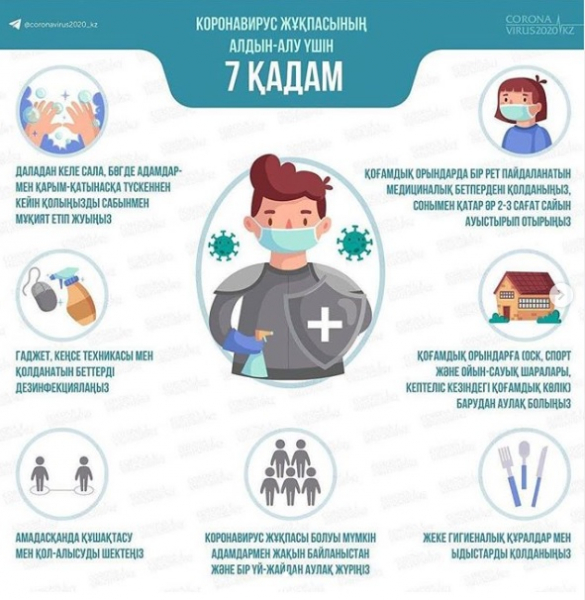 @coronavirus2020_kz
КОРОНАВИРУС ЖҰҚПАСЫНЫҢ
АЛДЫН-АЛУ ҮШІН
7 ҚАДАМ
CORONA
VIRUS2020.KZ
ДАЛАДАН КЕЛЕ САЛА, БӨГДЕ АДАМДАР-
МЕН ҚАРЫМ-ҚАТЫНАСҚА ТҮСКЕННЕН
КЕЙІН ҚОЛЫҢЫЗДЫ САБЫНМЕН
МҰҚИЯТ ЕТІП ЖУЫҢЫЗ
ҚОҒАМДЫҚ ОРЫНДАРДА БІР РЕТ ПАЙДАЛАНАТЫН
МЕДИЦИНАЛЫҚ БЕТПЕРДЕНІ ҚОЛДАНЫҢЫЗ,
СОНЫМЕН ҚАТАР ӘР 2-3 САҒАТ САЙЫН
АУЫСТЫРЫП ОТЫРЫҢЫЗ
ГАДЖЕТ, КЕҢСЕ ТЕХНИКАСЫ МЕН
ҚОЛДАНАТЫН БЕТТЕРДІ
ДЕЗИНФЕКЦИЯЛАҢЫЗ
ҚОҒАМДЫҚ ОРЫНДАРҒА (ОСК, СПОРТ
ЖӘНЕ ОЙЫН-САУЫҚ ШАРАЛАРЫ,
КЕПТЕЛІС КЕЗІНДЕГІ ҚОҒАМДЫҚ КӨЛІК)
БАРУДАН АУЛАҚ БОЛЫҢЫЗ
АМАДАСҚАНДА ҚҰШАҚТАСУ
МЕН ҚОЛ-АЛЫСУДЫ ШЕКТЕҢІЗ
КОРОНАВИРУС ЖҰҚПАСЫ БОЛУЫ МҮМКІН
АДАМДАРМЕН ЖАҚЫН БАЙЛАНЫСТАН
ЖӘНЕ БІР ҮЙ-ЖАЙДАН АУЛАҚ ЖҮРІҢІЗ
ЖЕКЕ ГИГИЕНАЛЫҚ ҚҰРАЛДАР МЕН
ЫДЫСТАРДЫ ҚОЛДАНЫҢЫЗ